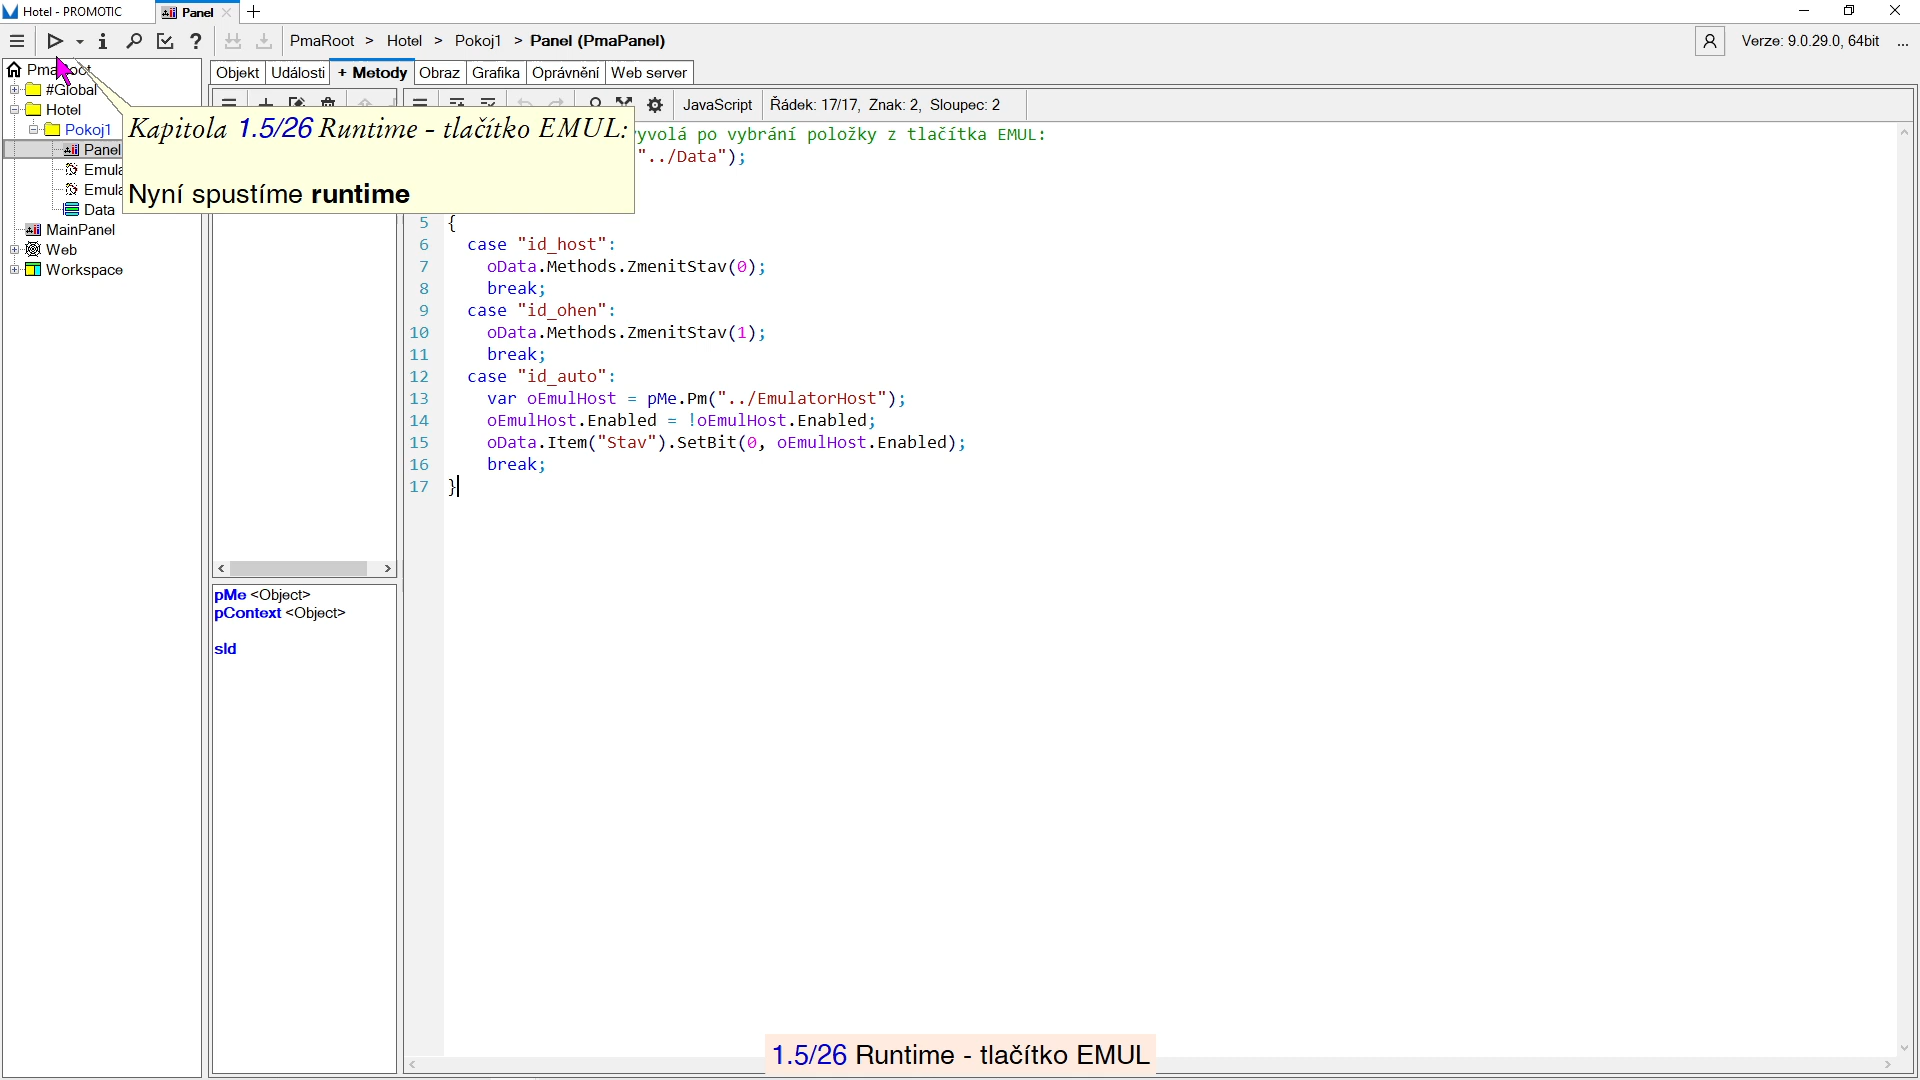 Hotel - PROMOTIC
Panel
PmaRoot > Hotel > Pokoj1 > Panel (PmaPanel)
Verze: 9.0.29.0, 64bit ...
#Global
Hotel
Pokoj1
Panel
Data
MainPanel
Web
Workspace
Objekt Události + Metody Obraz Grafika Oprávnění Web server
JavaScript Řádek: 17/17, Znak: 2, Sloupec: 2
Kapitola 1.5/26 Runtime - tlačítko EMUL:
Nyní spustíme runtime
po vybrání položky z tlačítka EMUL:
"../Data");
5 {
6 case "id_host":
7 oData.Methods.ZmenitStav(0);
8 break;
9 case "id_ohen":
10 oData.Methods.ZmenitStav(1);
11 break;
12 case "id_auto":
13 var oEmulHost = pMe.Pm("../EmulatorHost");
14 oEmulHost.Enabled = !oEmulHost.Enabled;
15 oData.Item("Stav").SetBit(0, oEmulHost.Enabled);
16 break;
17 }
pMe <Object>
pContext <Object>
sId
1.5/26 Runtime - tlačítko EMUL